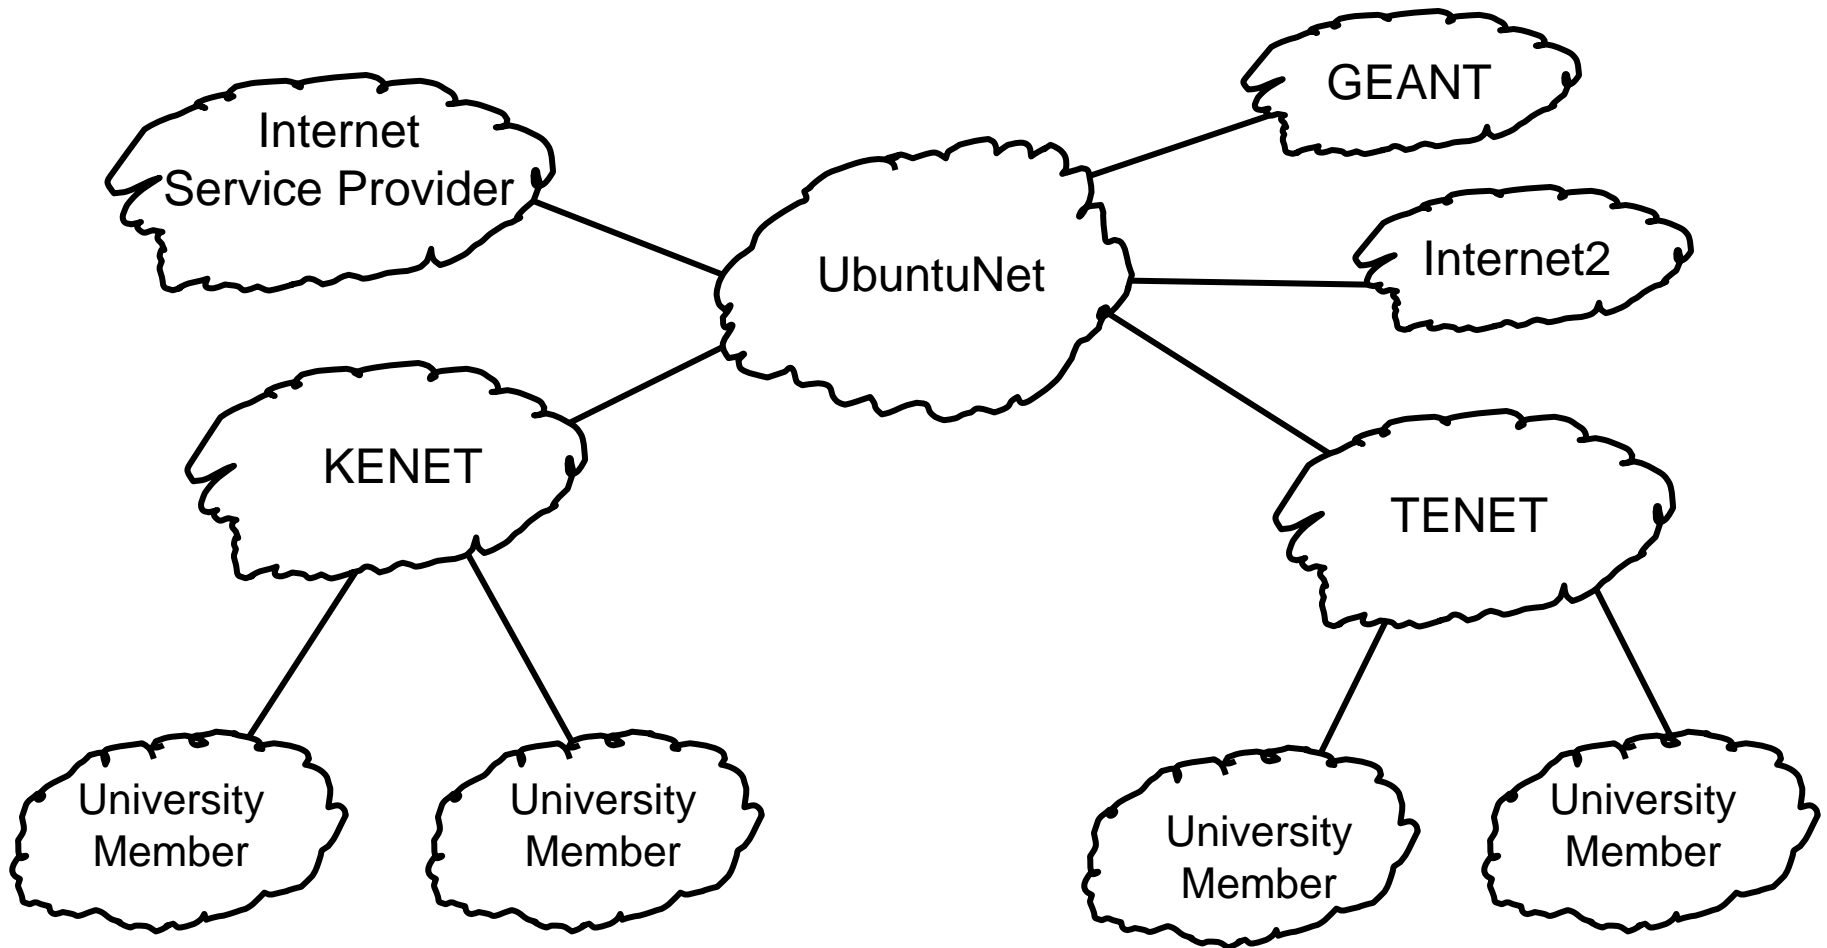 GEANT
Internet
Service Provider
UbuntuNet
Internet2
KENET
TENET
University
Member
University
Member
University
Member
University
Member